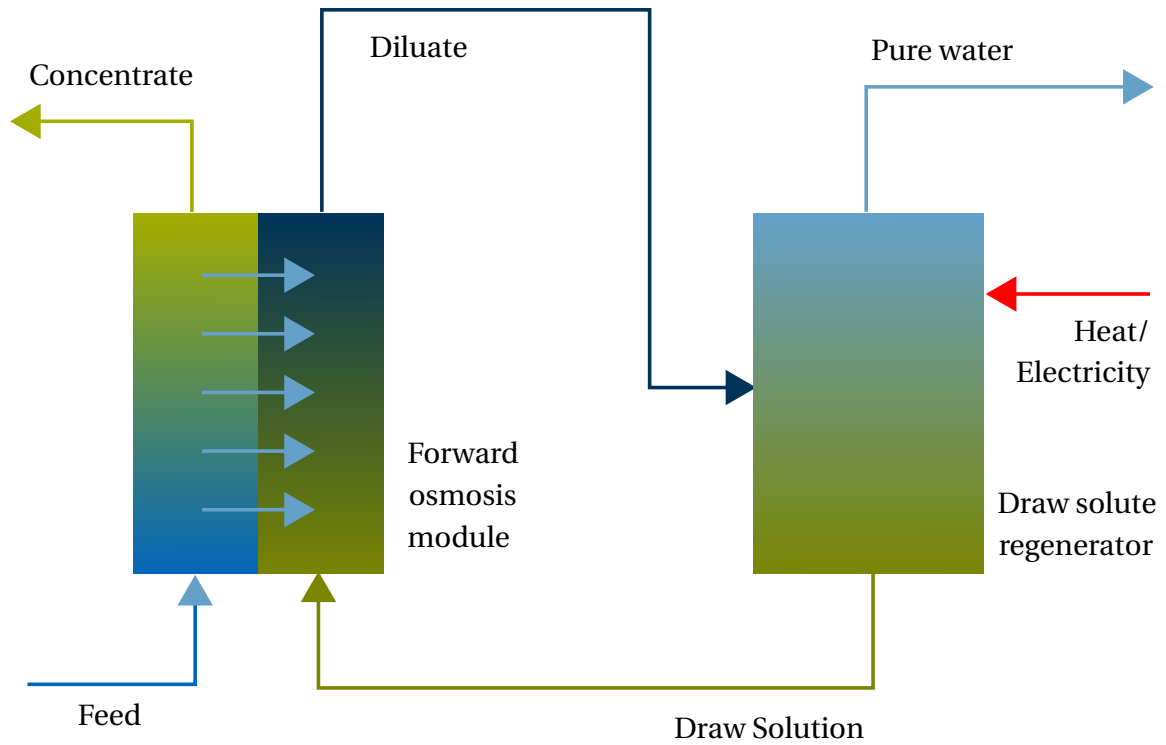 Diluate
Pure water
Concentrate
Heat/
Electricity
Forward
osmosis
module
Draw solute
regenerator
Feed
Draw Solution